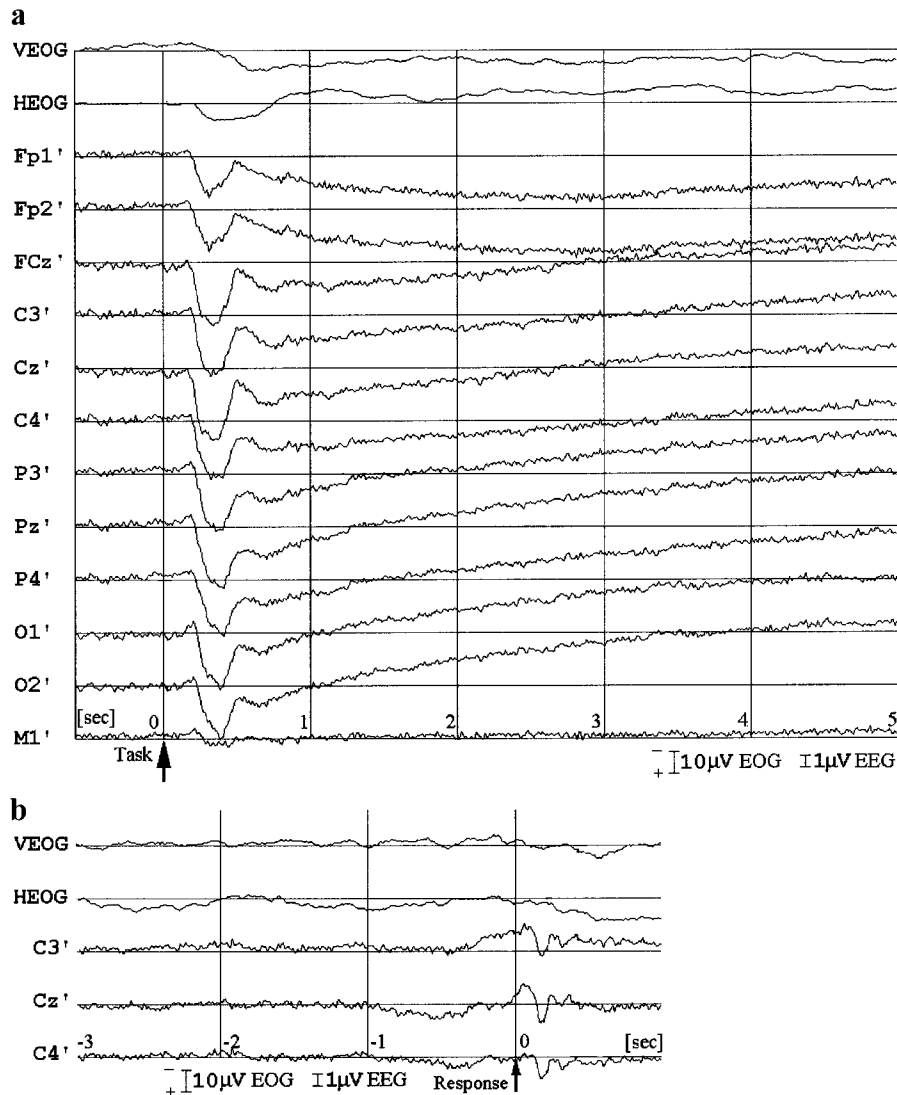 a
VEOG
HEOG
Fp1'
Fp2'
FCz'
C3'
Cz'
C4'
P3'
Pz'
P4'
O1'
O2'
[sec] 0 1 2 3 4 5
M1'
Task
- + 10μV EOG 1μV EEG
b
VEOG
HEOG
C3'
Cz'
-3 -2 -1 0 [sec]
C4'
- + 10μV EOG 1μV EEG Response